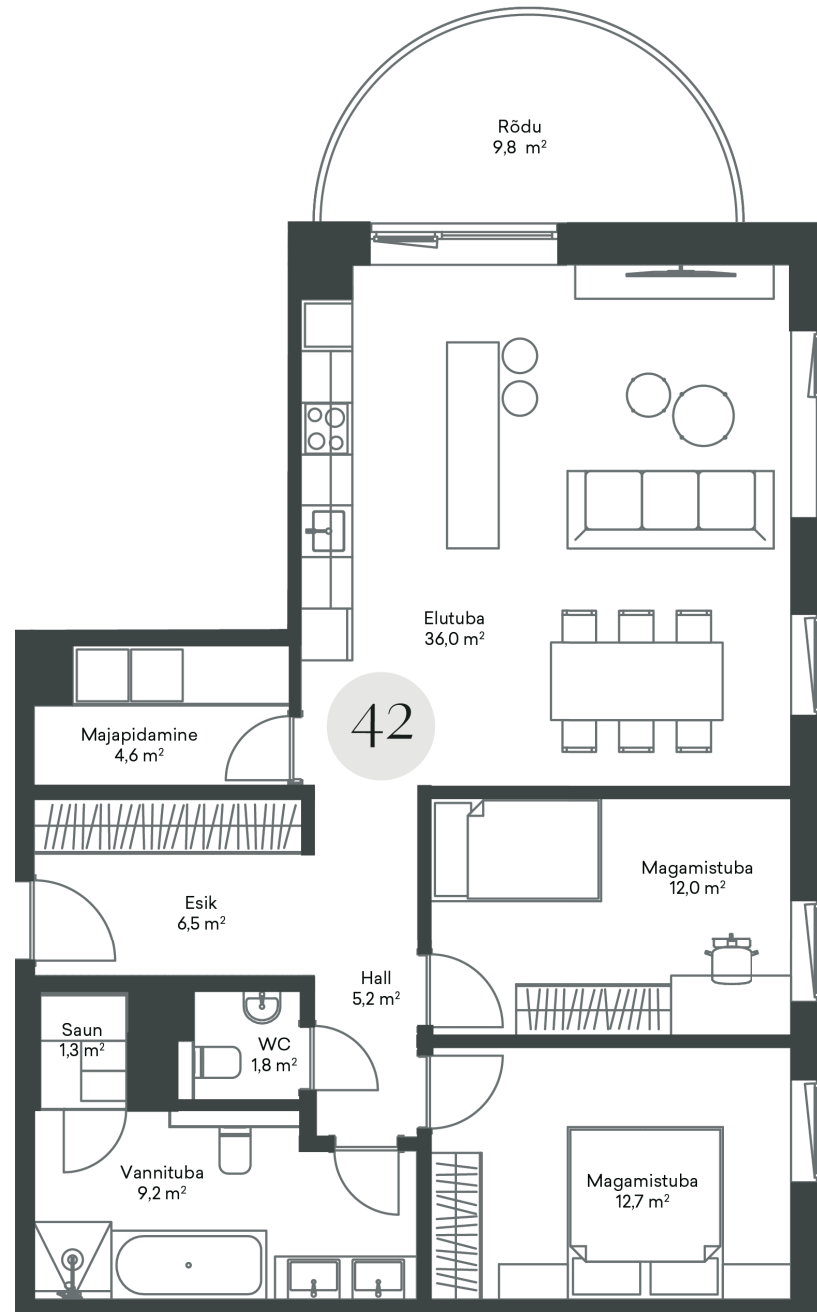 Rõdu
9,8 m²
Elutuba
36,0 m²
42
Majapidamine
4,6 m²
Magamistuba
12,0 m²
Esik
6,5 m²
Hall
5,2 m²
Saun
1,3 m²
WC
1,8 m²
Vannituba
9,2 m²
Magamistuba
12,7 m²